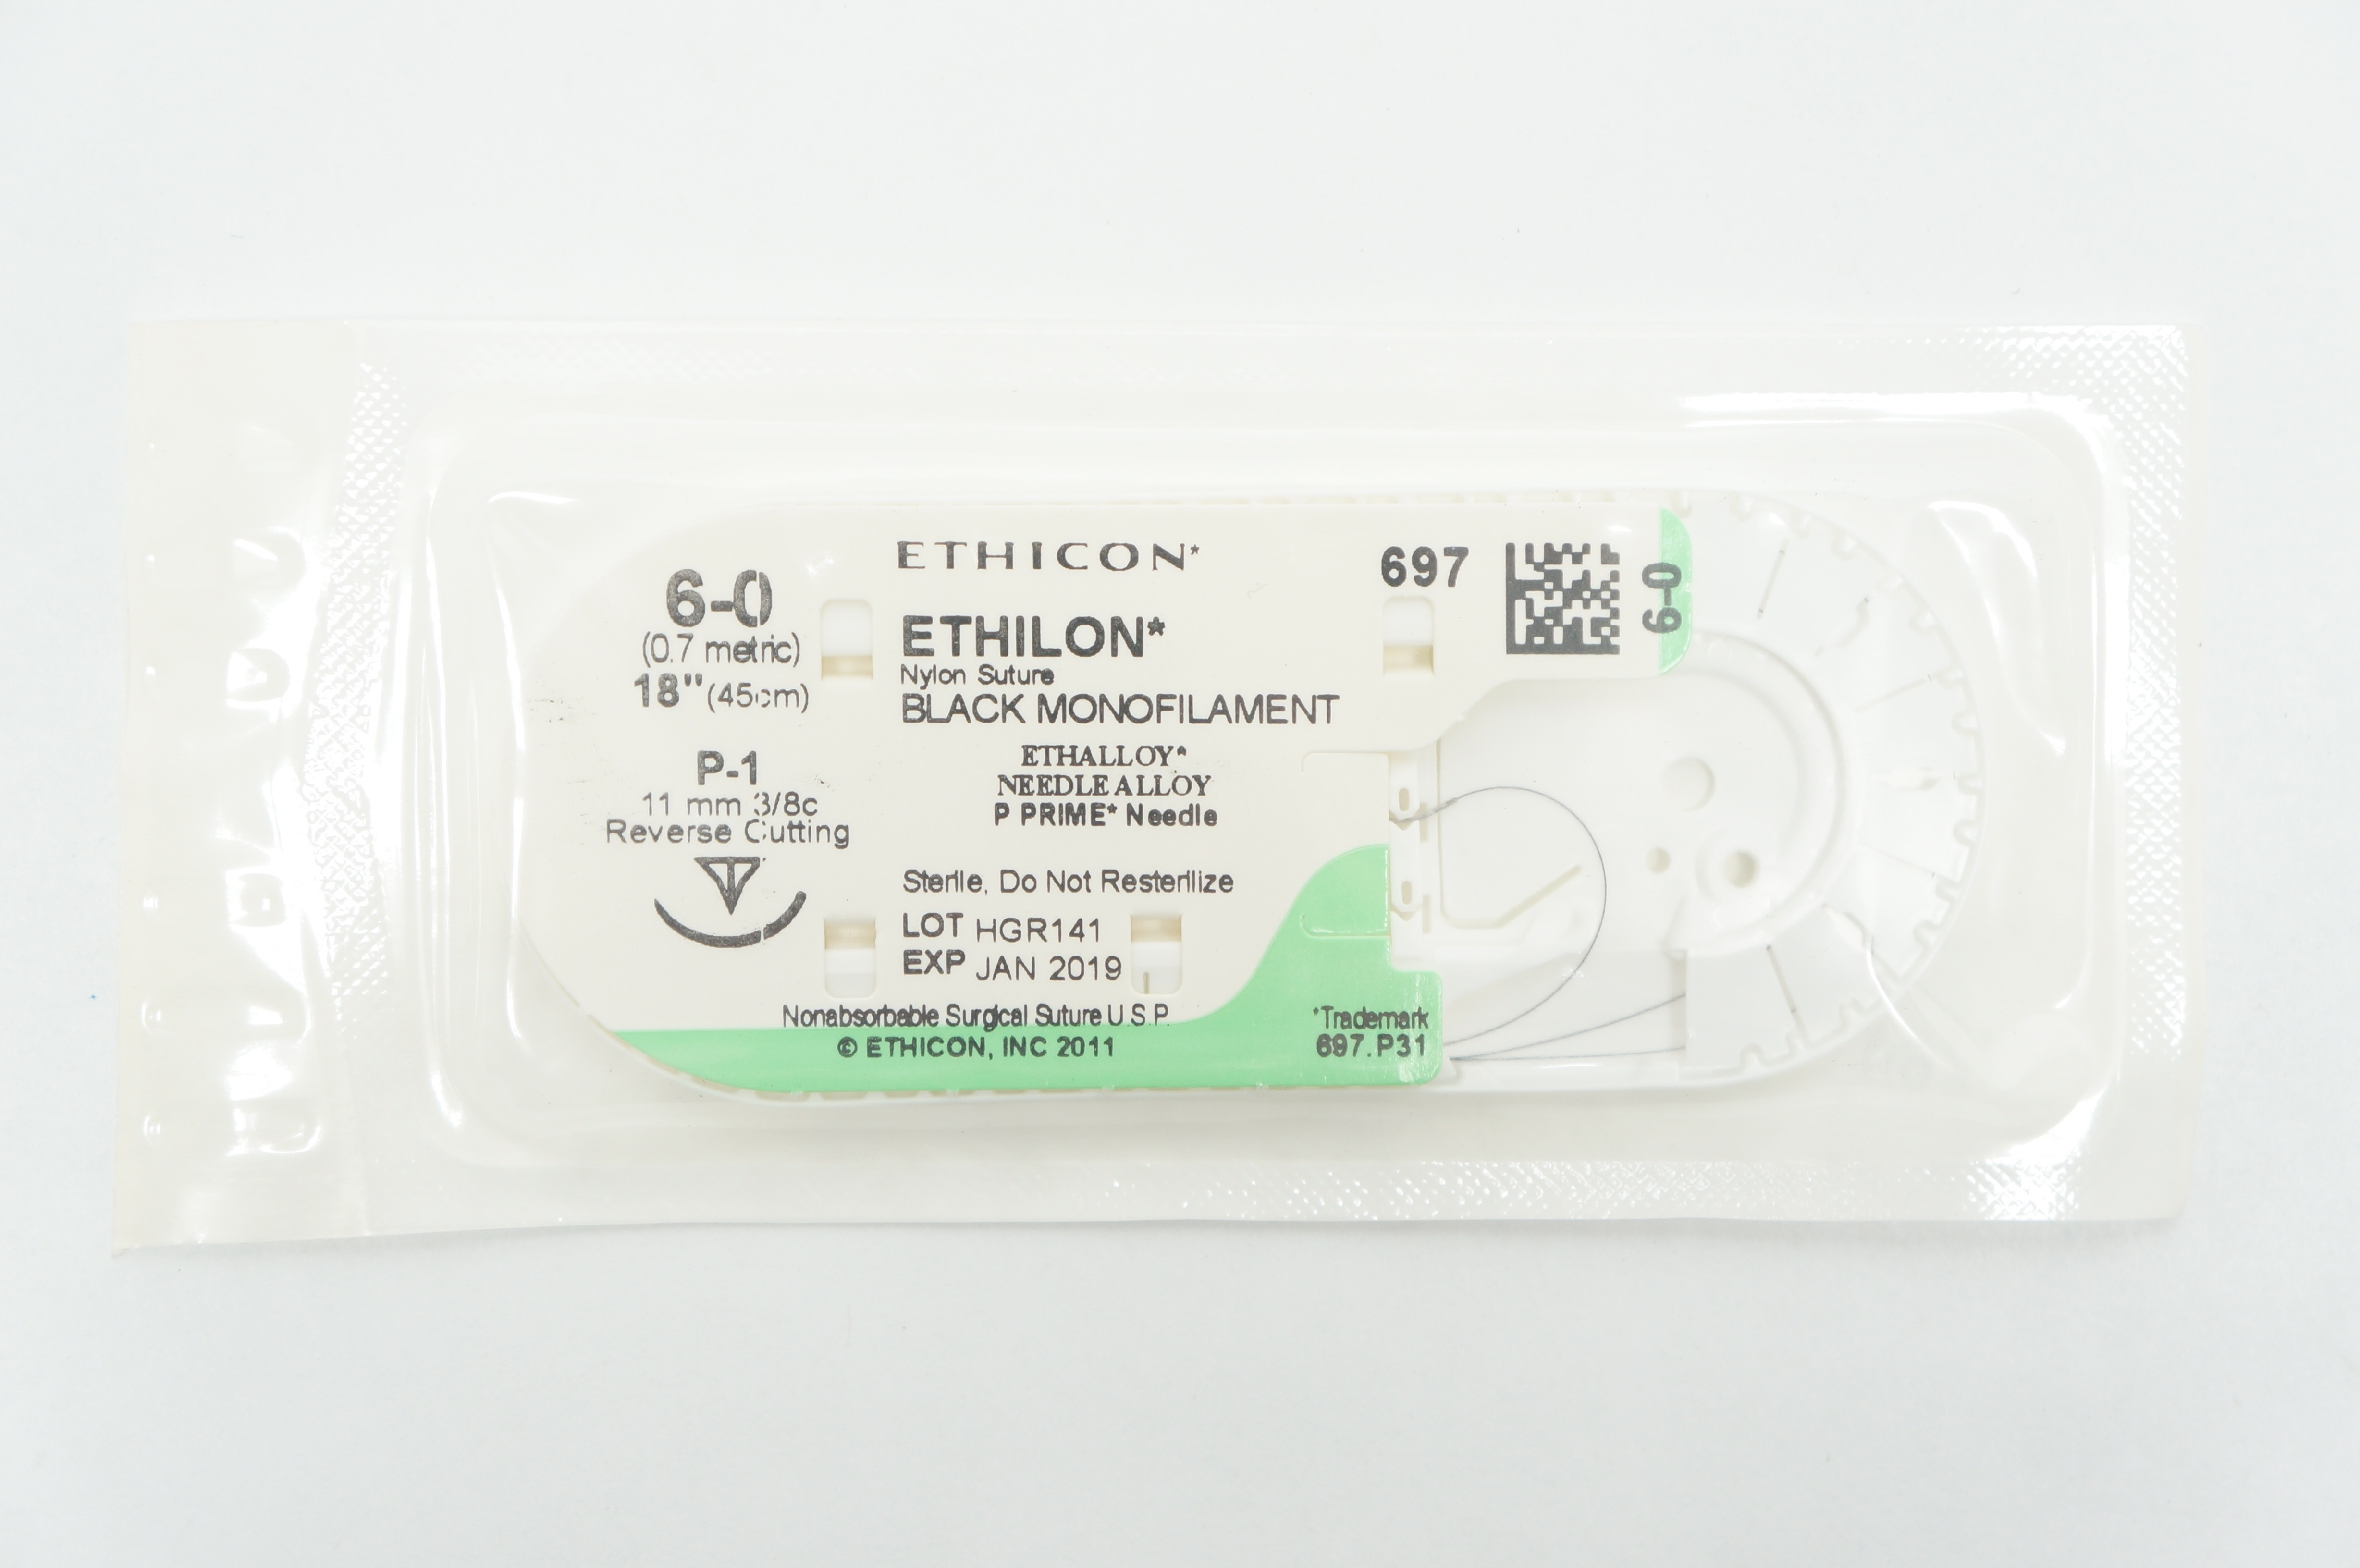 ETHICON*
697
6-0
6-0
(0.7 metric)
18" (45cm)
ETHILON*
Nylon Suture
BLACK MONOFILAMENT
P-1
11 mm 3/8c
Reverse Cutting
ETHALLOY*
NEEDLE ALLOY
P PRIME* Needle
Sterile, Do Not Resterilize
LOT HGR141
EXP JAN 2019
Nonabsorbable Surgical Suture U.S.P.
© ETHICON, INC 2011
*Trademark
697.P31